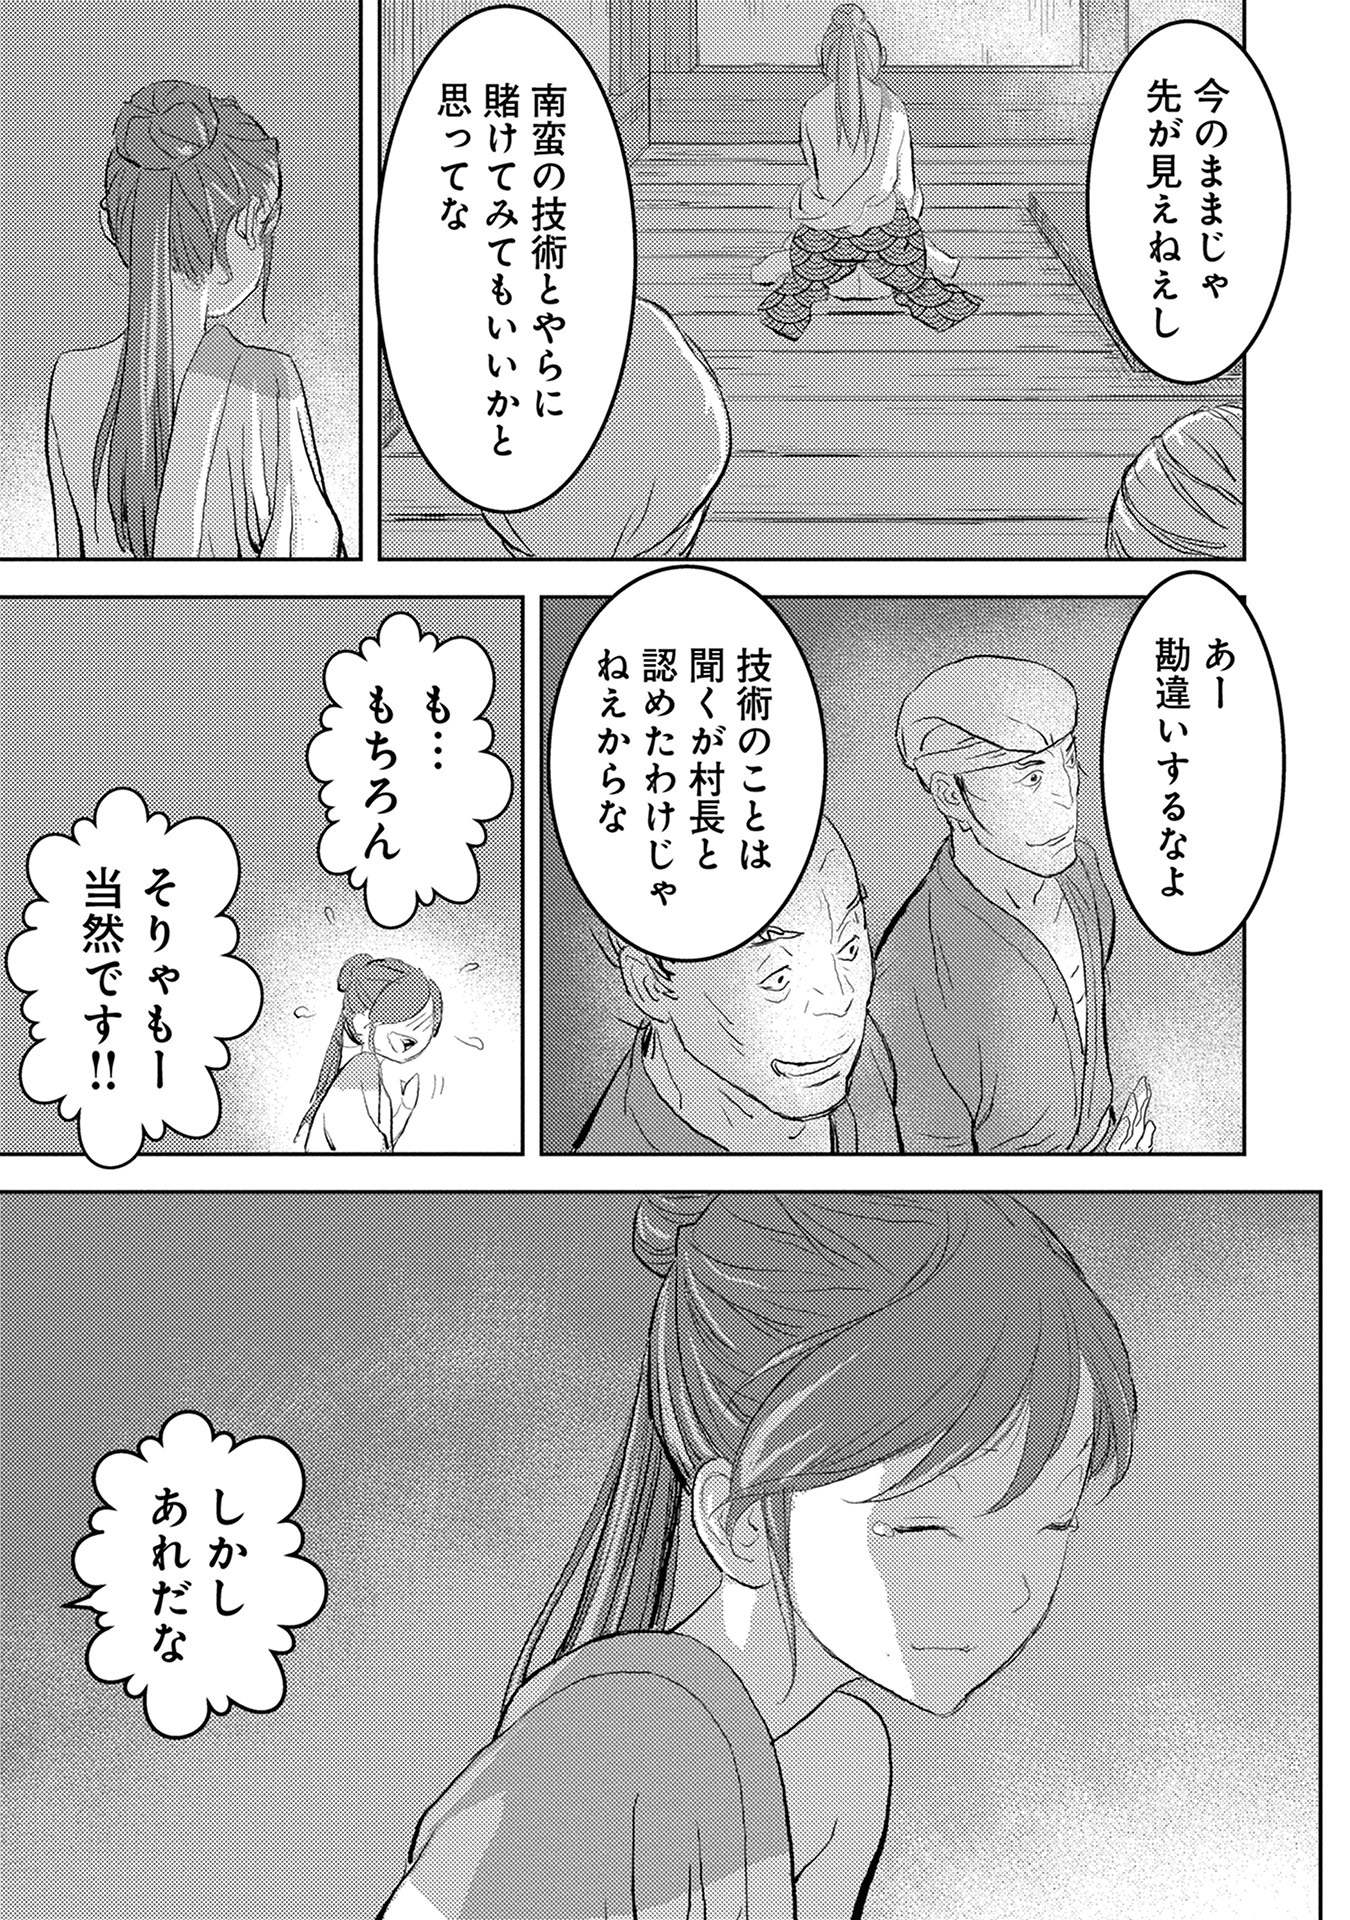 今のままじゃ
先が見えねえし
南蛮の技術とやらに
賭けてみてもいいかと
思ってな
あー
勘違いするなよ
技術のことは
聞くが村長と
認めたわけじゃ
ねえからな
も…
もちろん
そりゃもー
当然です!!
しかし
あれだな